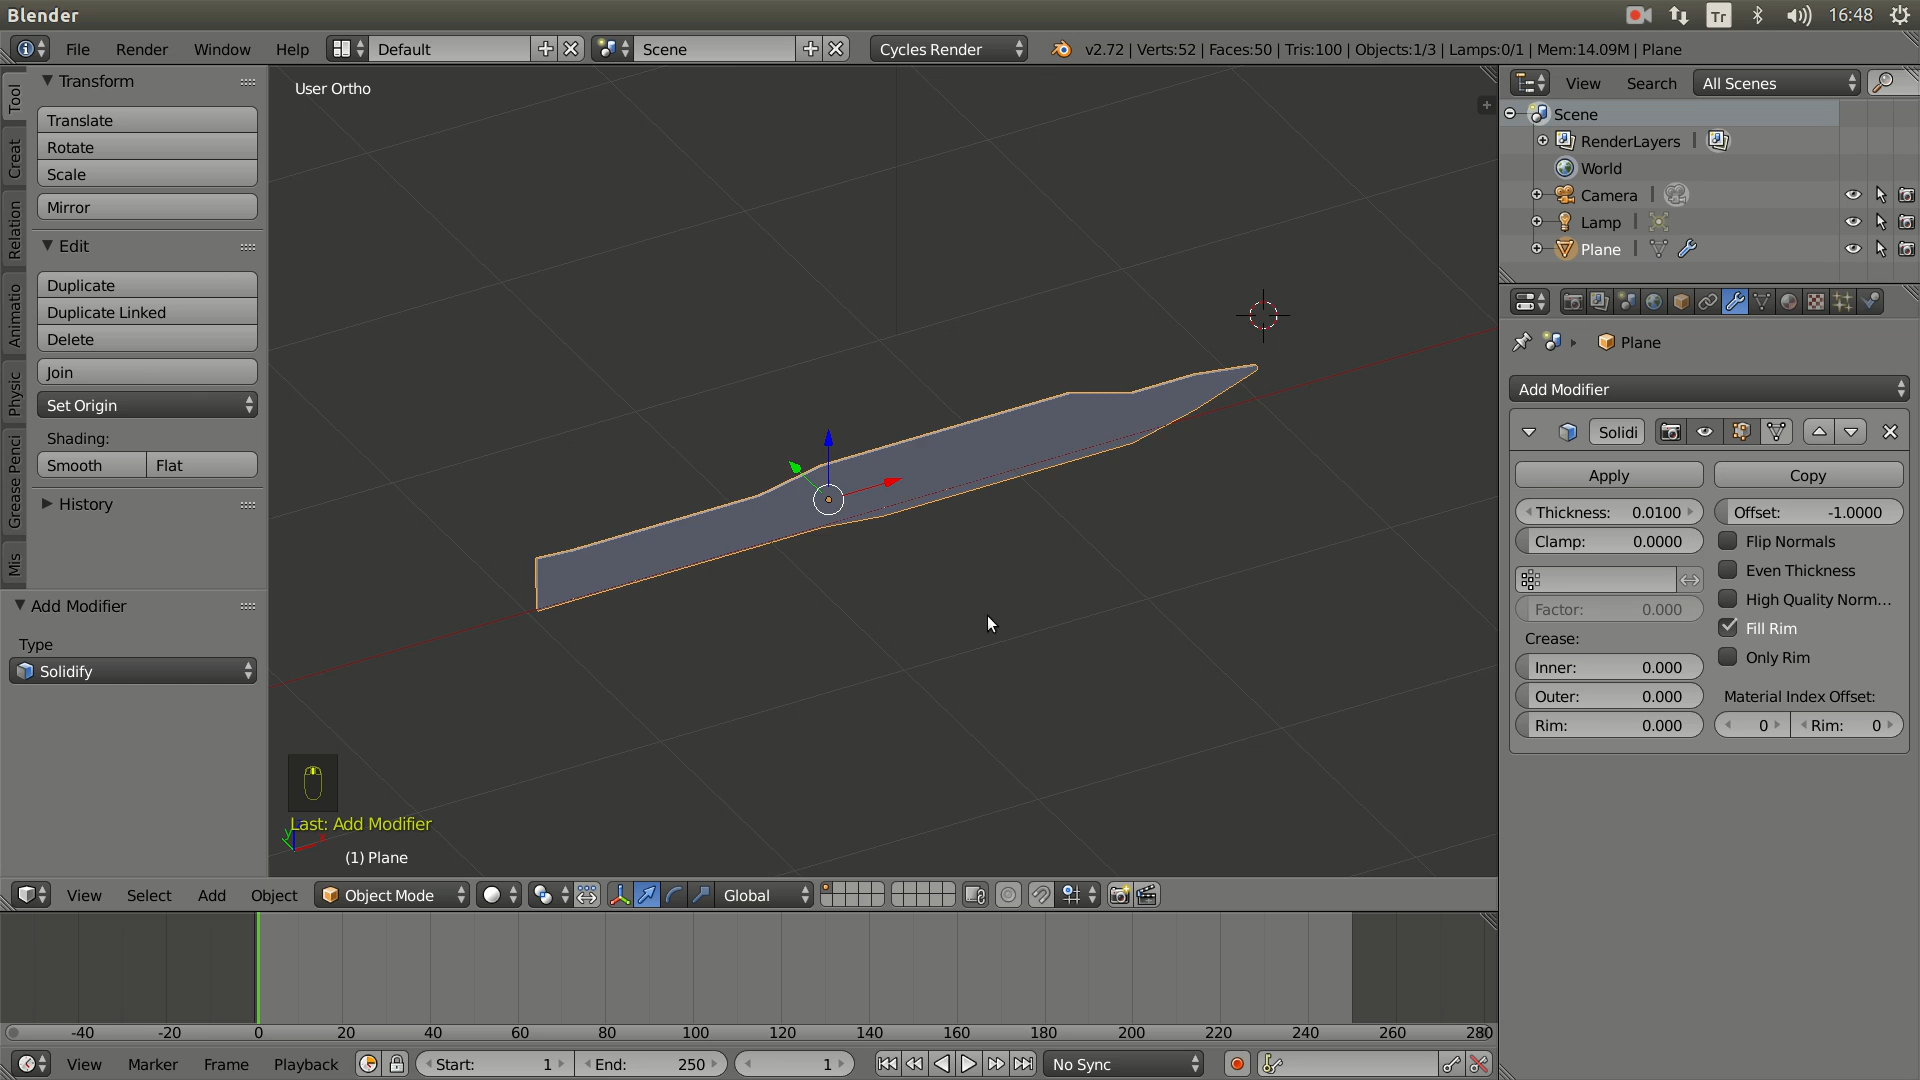 Blender
Tr
16:48
File Render Window Help Default Scene Cycles Render v2.72 | Verts:52 | Faces:50 | Tris:100 | Objects:1/3 | Lamps:0/1 | Mem:14.09M | Plane
Tool
Creat
Relation
Animatio
Physic
Grease Penci
Mis
Transform
Translate
Rotate
Scale
Mirror
Edit
Duplicate
Duplicate Linked
Delete
Join
Set Origin
Shading:
Smooth Flat
History
Add Modifier
Type
Solidify
User Ortho
Last: Add Modifier
(1) Plane
View Select Add Object Object Mode Global
-40 -20 0 20 40 60 80 100 120 140 160 180 200 220 240 260 280
View Marker Frame Playback Start: 1 End: 250 1 No Sync
View Search All Scenes
Scene
RenderLayers |
World
Camera |
Lamp |
Plane |
Plane
Add Modifier
Solidi
Apply Copy
Thickness: 0.0100 Offset: -1.0000
Clamp: 0.0000 Flip Normals
Even Thickness
Factor: 0.000 High Quality Norm...
Crease: Fill Rim
Inner: 0.000 Only Rim
Outer: 0.000 Material Index Offset:
Rim: 0.000 0 Rim: 0